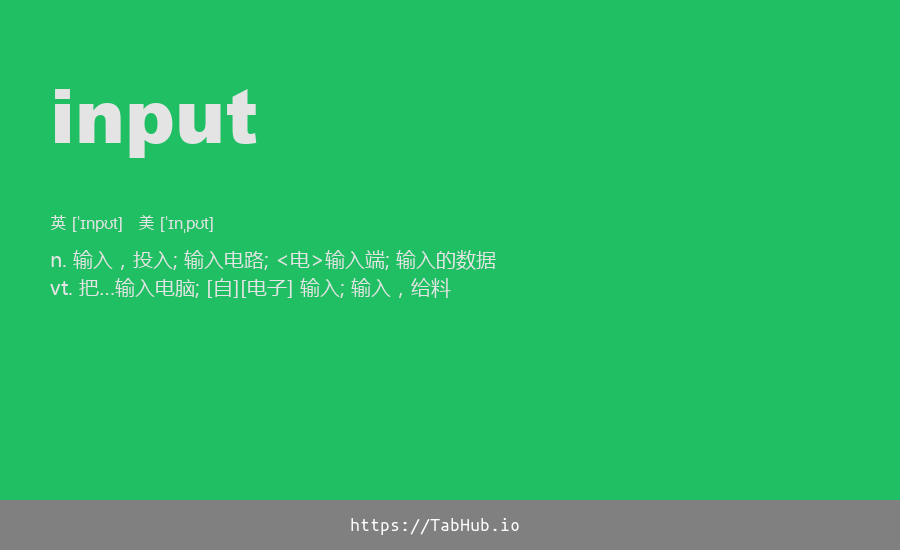 input
英 [ˈɪnpʊt] 美 [ˈɪnˌpʊt]
n. 输入，投入; 输入电路; <电>输入端; 输入的数据
vt. 把…输入电脑; [自][电子] 输入; 输入，给料
https://TabHub.io